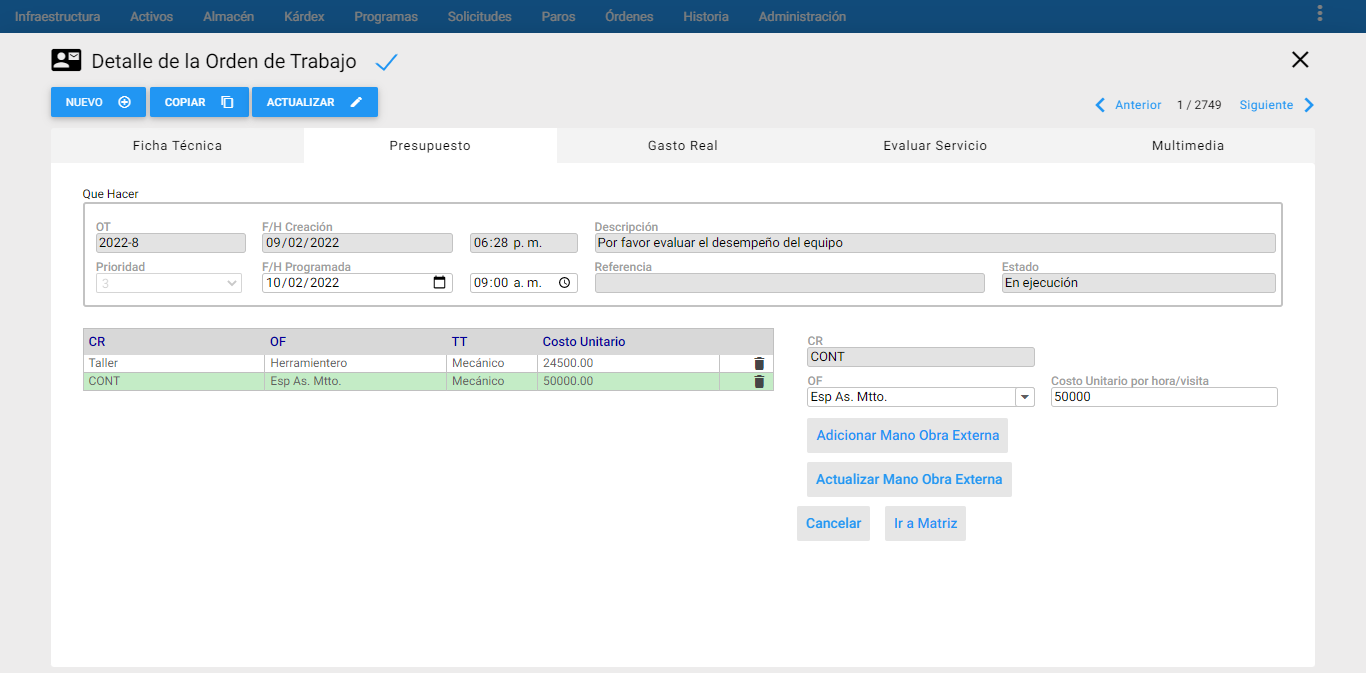 Infraestructura Activos Almacén Kárdex Programas Solicitudes Paros Órdenes Historia Administración
Detalle de la Orden de Trabajo
NUEVO COPIAR ACTUALIZAR
Anterior 1 / 2749 Siguiente
Ficha Técnica Presupuesto Gasto Real Evaluar Servicio Multimedia
Que Hacer
OT F/H Creación Descripción
2022-8 09/02/2022 06:28 p. m. Por favor evaluar el desempeño del equipo
Prioridad F/H Programada Referencia Estado
3 10/02/2022 09:00 a. m. En ejecución
CR OF TT Costo Unitario
Taller Herramientero Mecánico 24500.00
CONT Esp As. Mtto. Mecánico 50000.00
CR
CONT
OF Costo Unitario por hora/visita
Esp As. Mtto. 50000
Adicionar Mano Obra Externa
Actualizar Mano Obra Externa
Cancelar Ir a Matriz